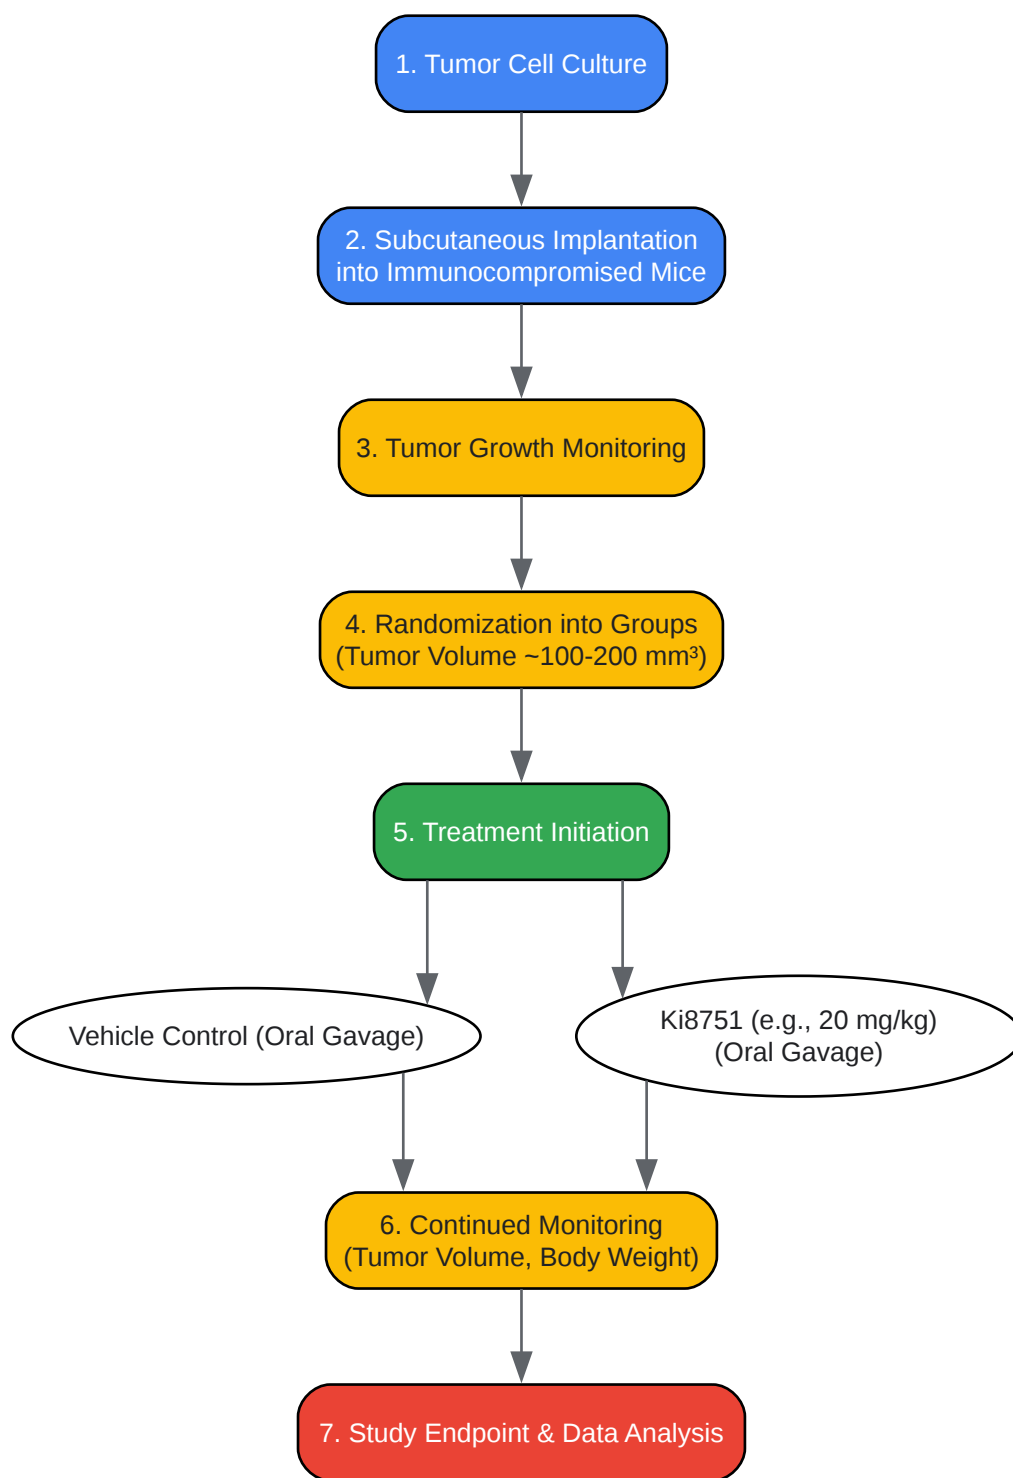 1. Tumor Cell Culture
2. Subcutaneous Implantation
into Immunocompromised Mice
3. Tumor Growth Monitoring
4. Randomization into Groups
(Tumor Volume ~100-200 mm³)
5. Treatment Initiation
Vehicle Control (Oral Gavage)
Ki8751 (e.g., 20 mg/kg)
(Oral Gavage)
6. Continued Monitoring
(Tumor Volume, Body Weight)
7. Study Endpoint & Data Analysis